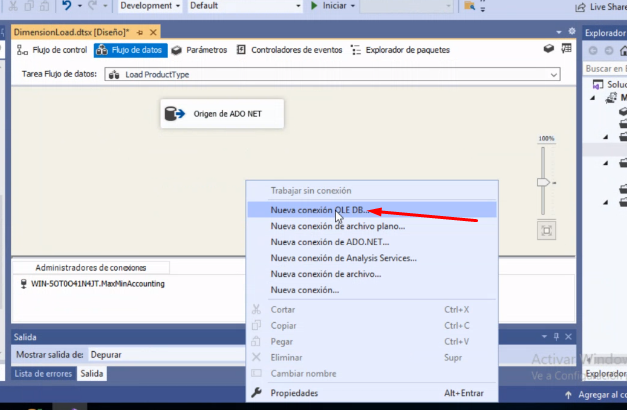 Development
Default
Iniciar
Live Share
DimensionLoad.dtsx [Diseño]*
Explorador
Flujo de control
Flujo de datos
Parámetros
Controladores de eventos
Explorador de paquetes
Tarea Flujo de datos:
Load ProductType
Buscar en
Origen de ADO NET
100%
Trabajar sin conexión
Nueva conexión OLE DB...
Nueva conexión de archivo plano...
Nueva conexión de ADO.NET...
Nueva conexión de Analysis Services...
Nueva conexión de archivo...
Nueva conexión...
Administradores de conexiones
WIN-5OT0O41N4JT.MaxMinAccounting
Cortar Ctrl+X
Copiar Ctrl+C
Pegar Ctrl+V
Eliminar Supr
Cambiar nombre
Propiedades Alt+Entrar
Salida
Mostrar salida de: Depurar
Activar Windows
Lista de errores
Salida
Explorador
Agregar al